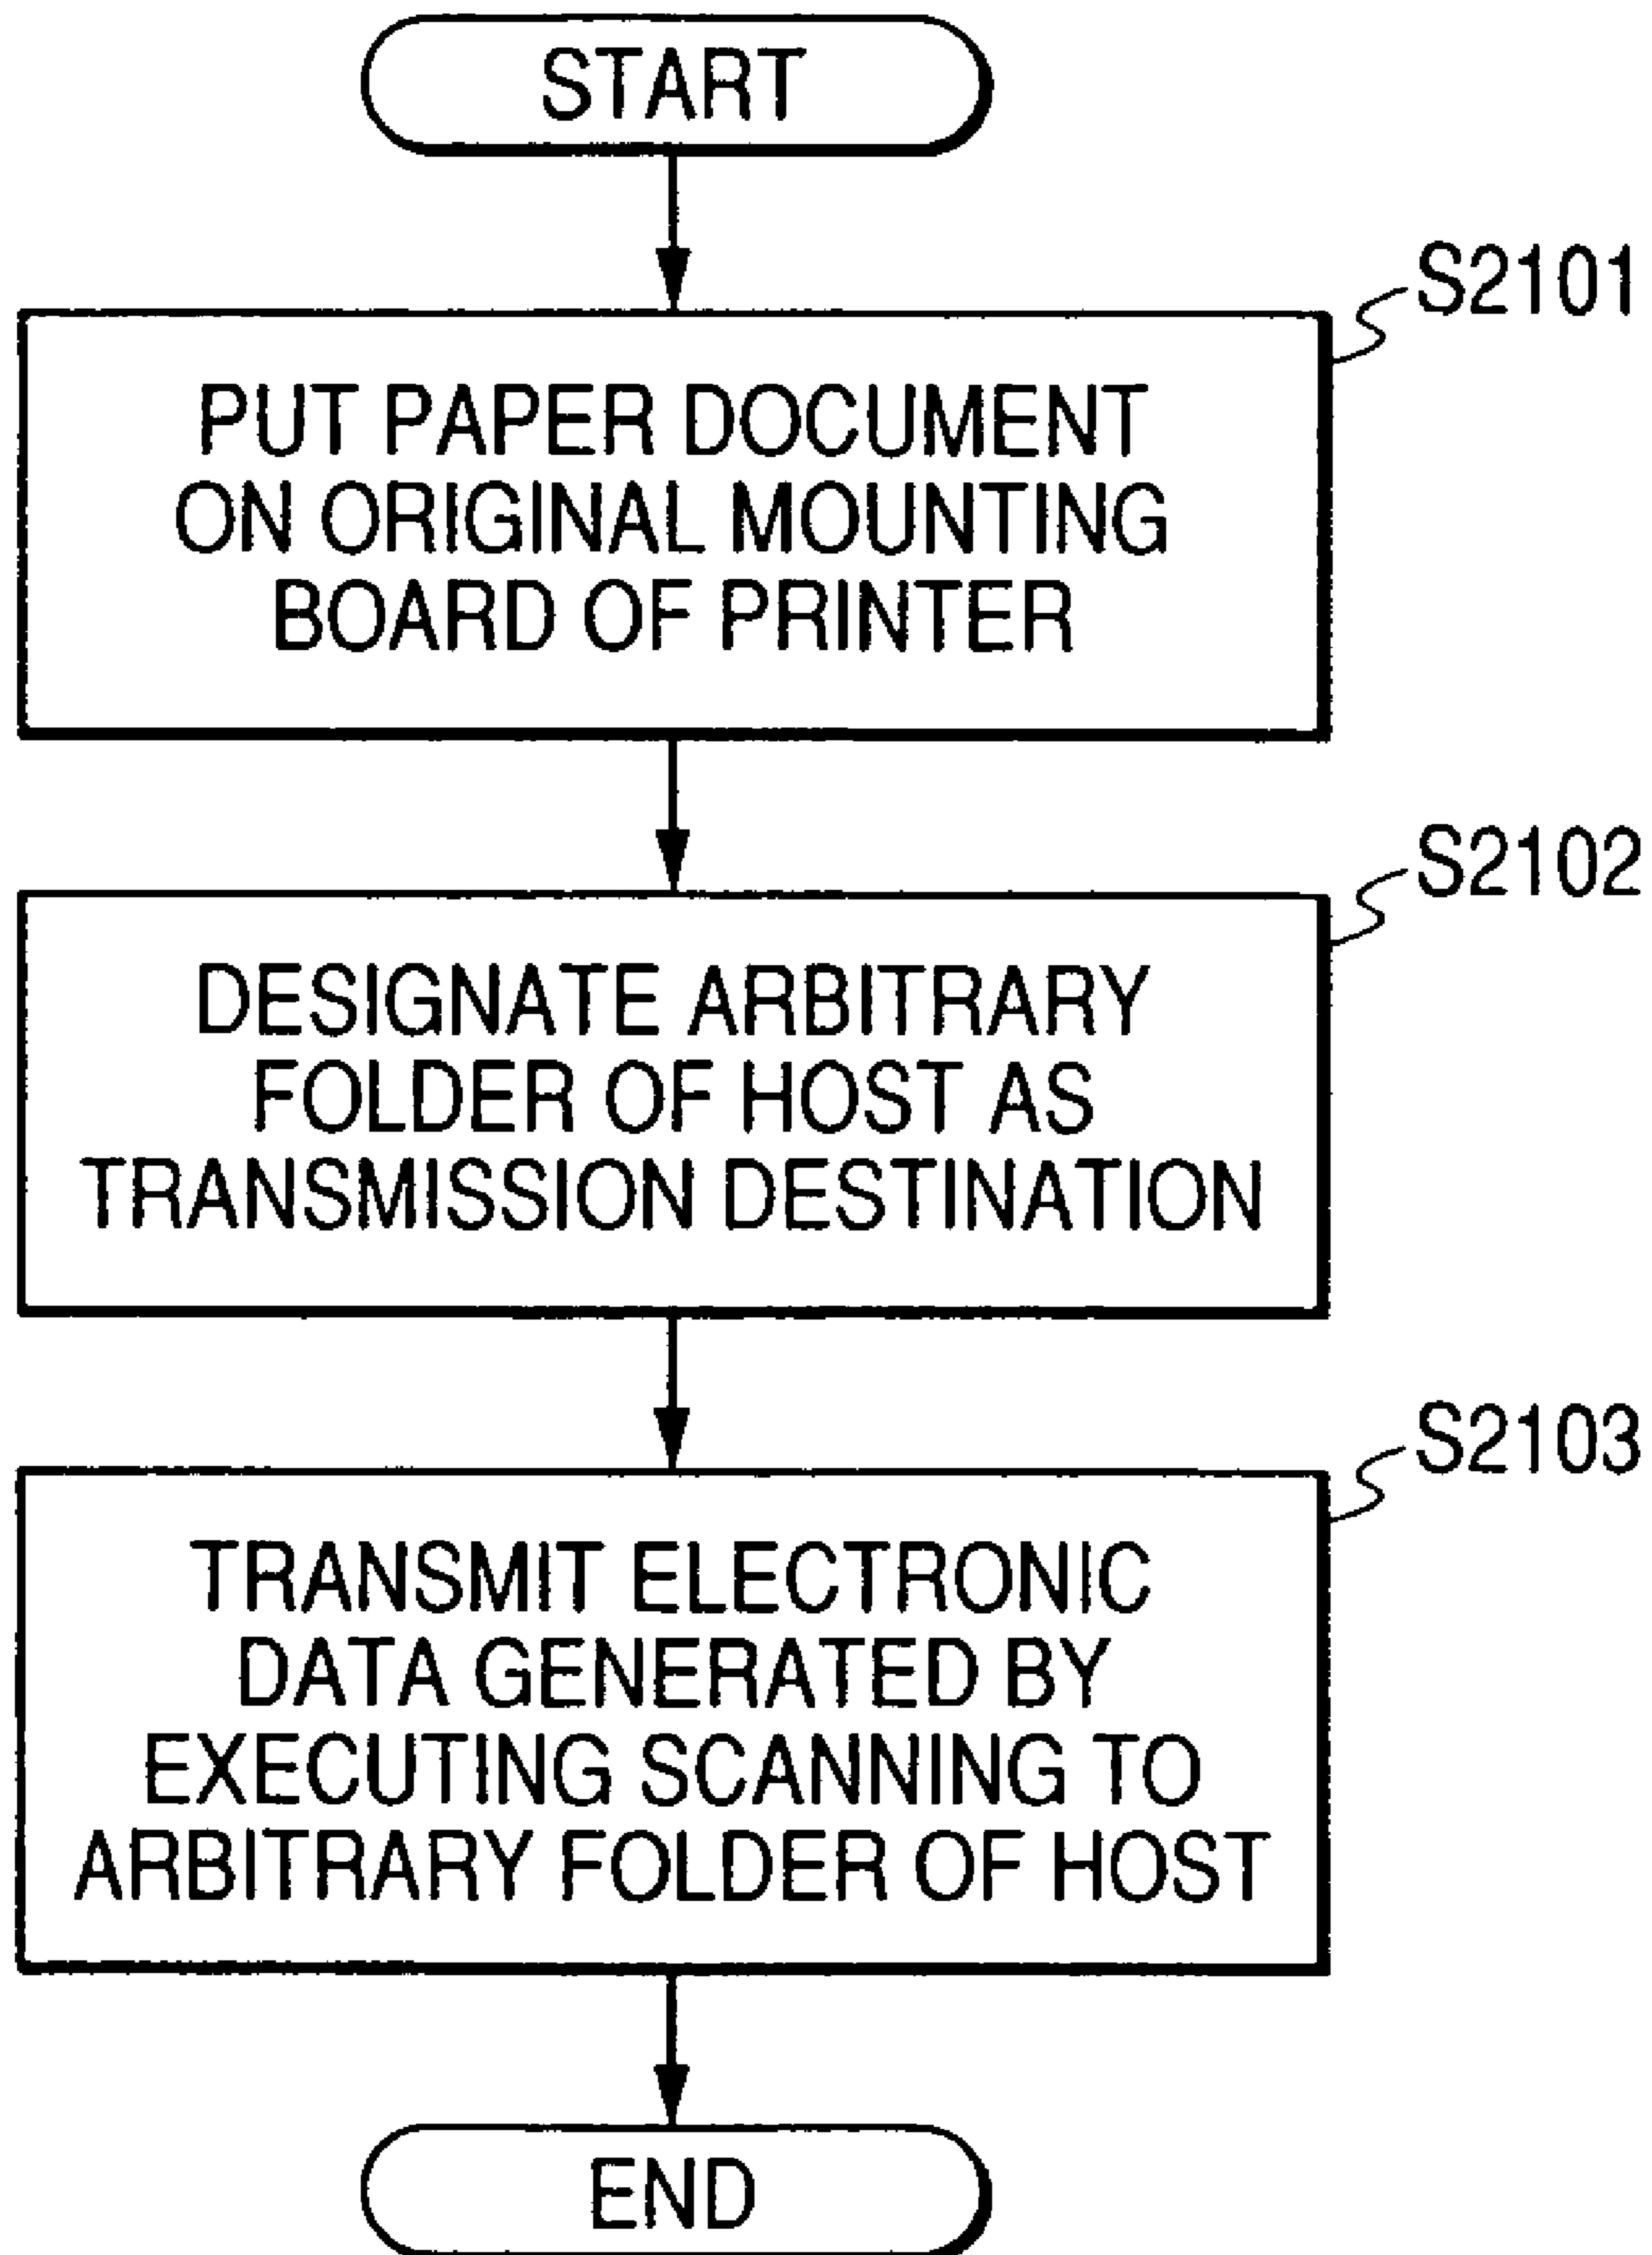 START
S2101
PUT PAPER DOCUMENT
ON ORIGINAL MOUNTING
BOARD OF PRINTER
S2102
DESIGNATE ARBITRARY
FOLDER OF HOST AS
TRANSMISSION DESTINATION
S2103
TRANSMIT ELECTRONIC
DATA GENERATED BY
EXECUTING SCANNING TO
ARBITRARY FOLDER OF HOST
END